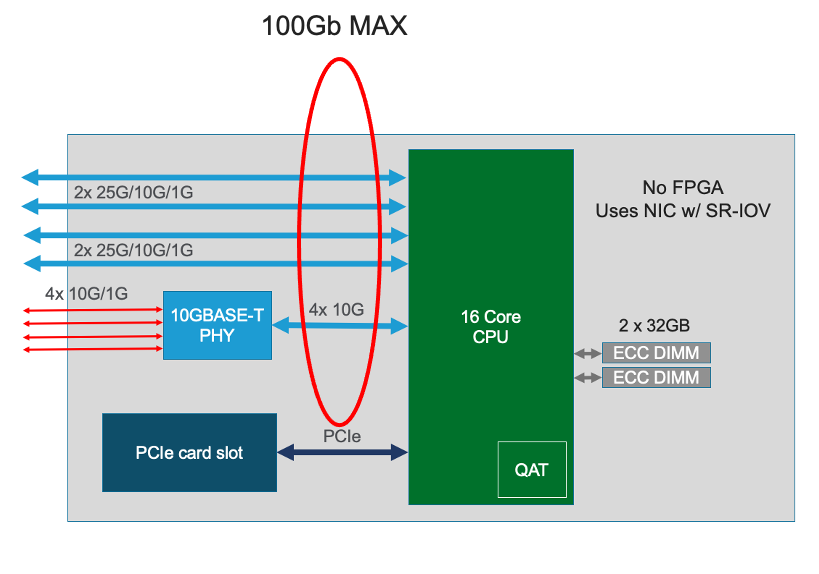 100Gb MAX
2x 25G/10G/1G
No FPGA
Uses NIC w/ SR-IOV
2x 25G/10G/1G
4x 10G/1G
10GBASE-T
PHY
4x 10G
16 Core
CPU
2 x 32GB
ECC DIMM
ECC DIMM
PCIe
PCIe card slot
QAT